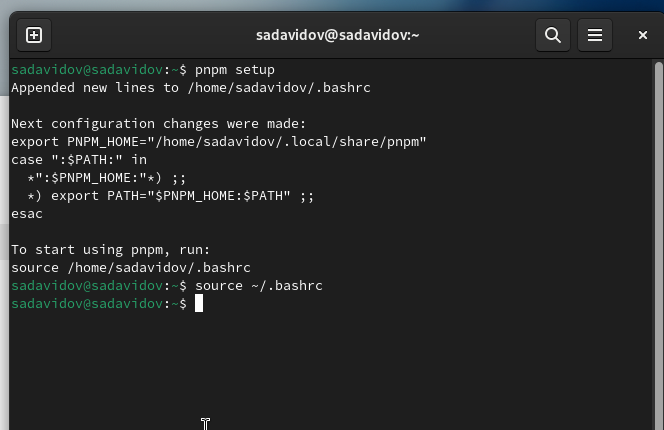 sadavidov@sadavidov:~
sadavidov@sadavidov:~$ pnpm setup
Appended new lines to /home/sadavidov/.bashrc
Next configuration changes were made:
export PNPM_HOME="/home/sadavidov/.local/share/pnpm"
case ":$PATH:" in
  *":$PNPM_HOME:"*) ;;
  *) export PATH="$PNPM_HOME:$PATH" ;;
esac
To start using pnpm, run:
source /home/sadavidov/.bashrc
sadavidov@sadavidov:~$ source ~/.bashrc
sadavidov@sadavidov:~$